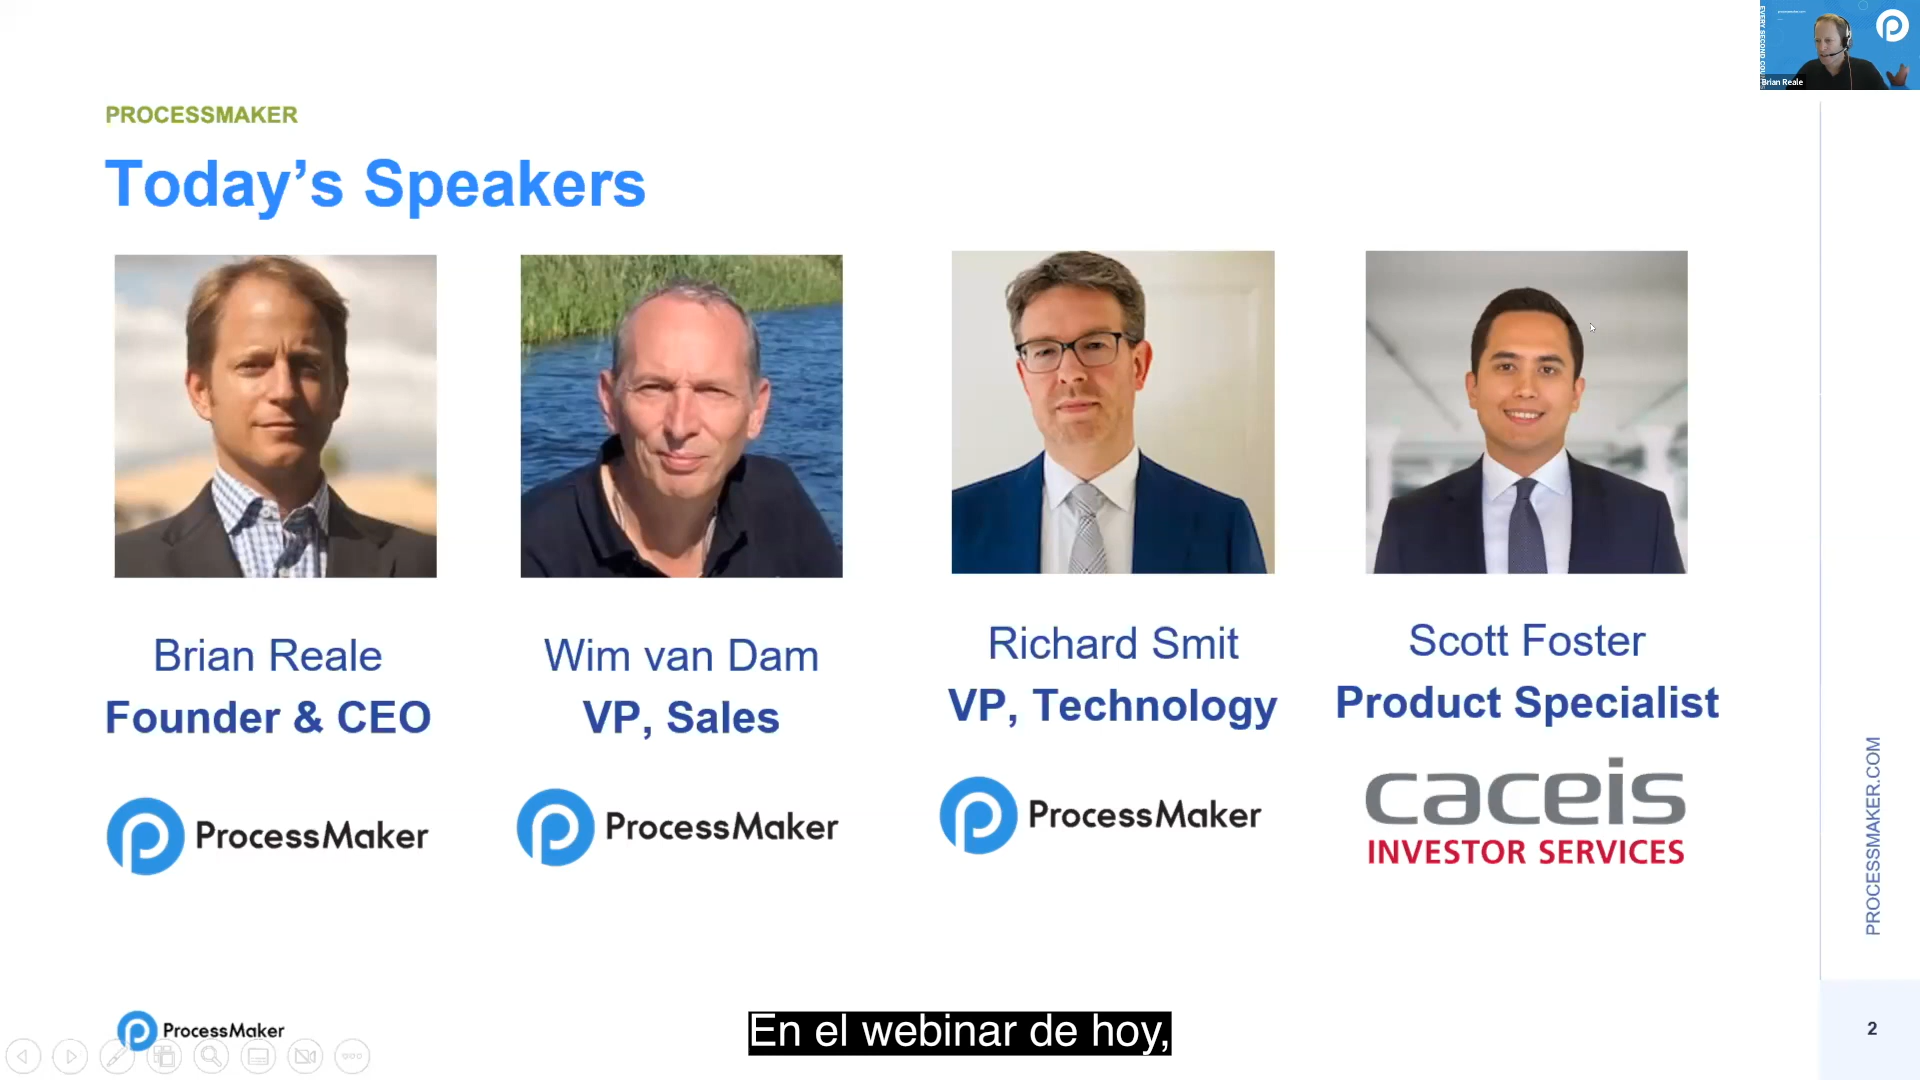 PROCESSMAKER
Today’s Speakers
Brian Reale
Founder & CEO
ProcessMaker
Wim van Dam
VP, Sales
ProcessMaker
Richard Smit
VP, Technology
ProcessMaker
Scott Foster
Product Specialist
caceis
INVESTOR SERVICES
PROCESSMAKER.COM
ProcessMaker
En el webinar de hoy,
2
Brian Reale